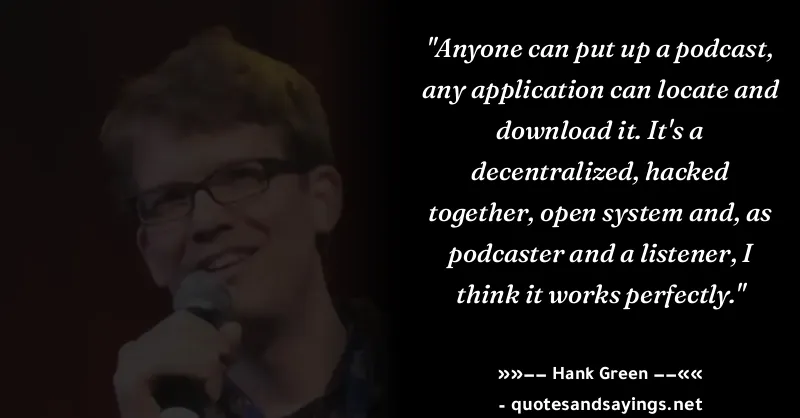 "Anyone can put up a podcast,
any application can locate and
download it. It's a
decentralized, hacked
together, open system and, as
podcaster and a listener, I
think it works perfectly."
»»–– Hank Green ––««
- quotesandsayings.net